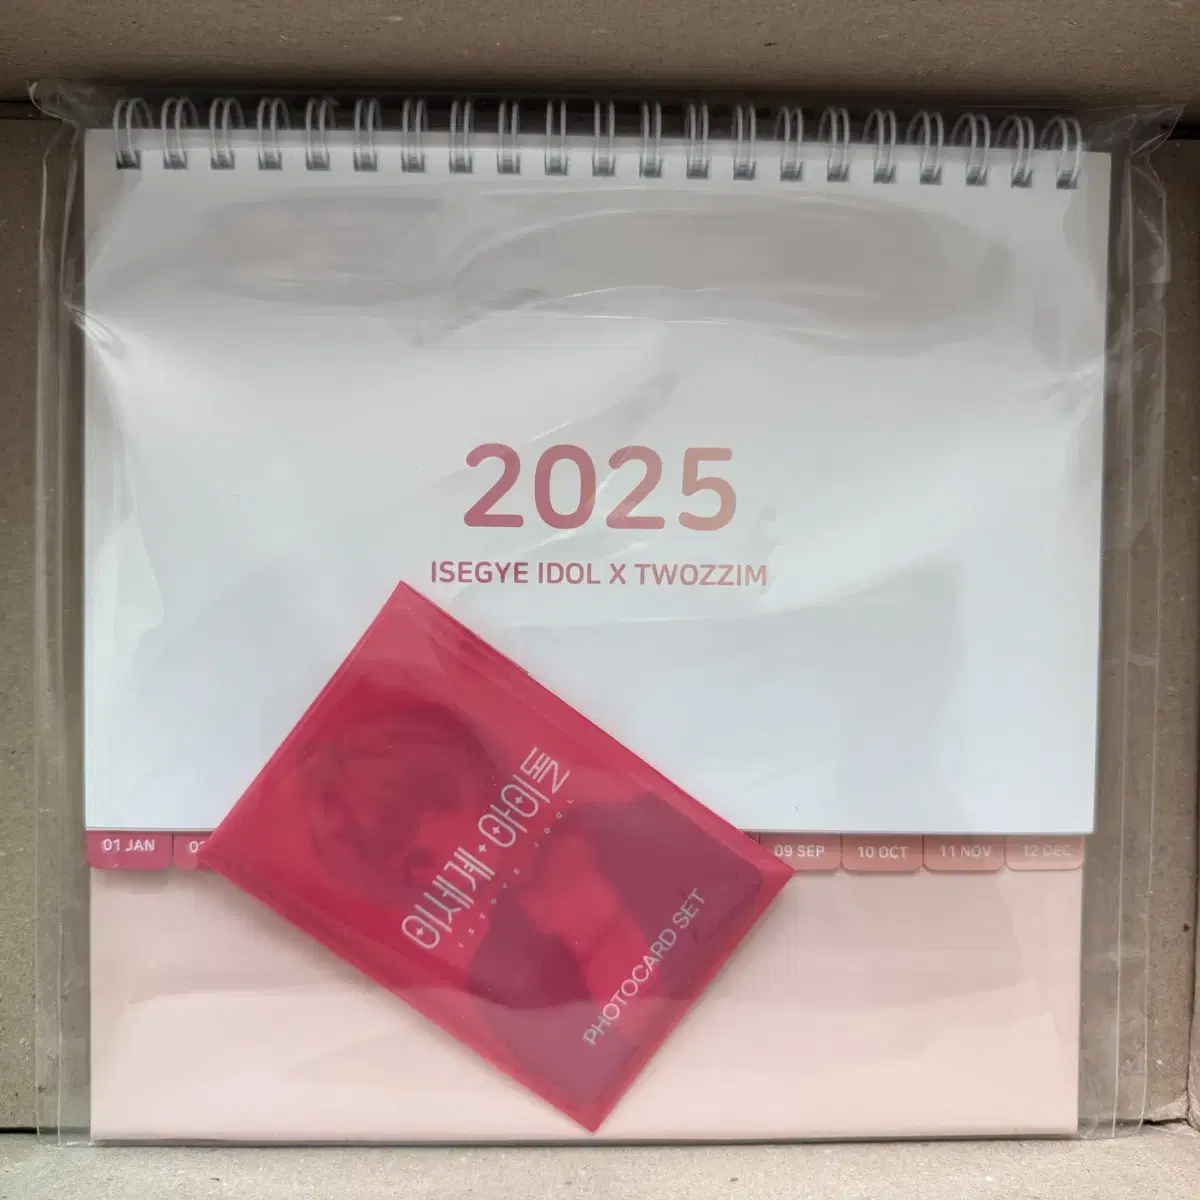 2025
ISEGYE IDOL X TWOZZIM
이세계 아이돌
ISEGYE IDOL
PHOTOCARD SET
01 JAN
09 SEP
10 OCT
11 NOV
12 DEC